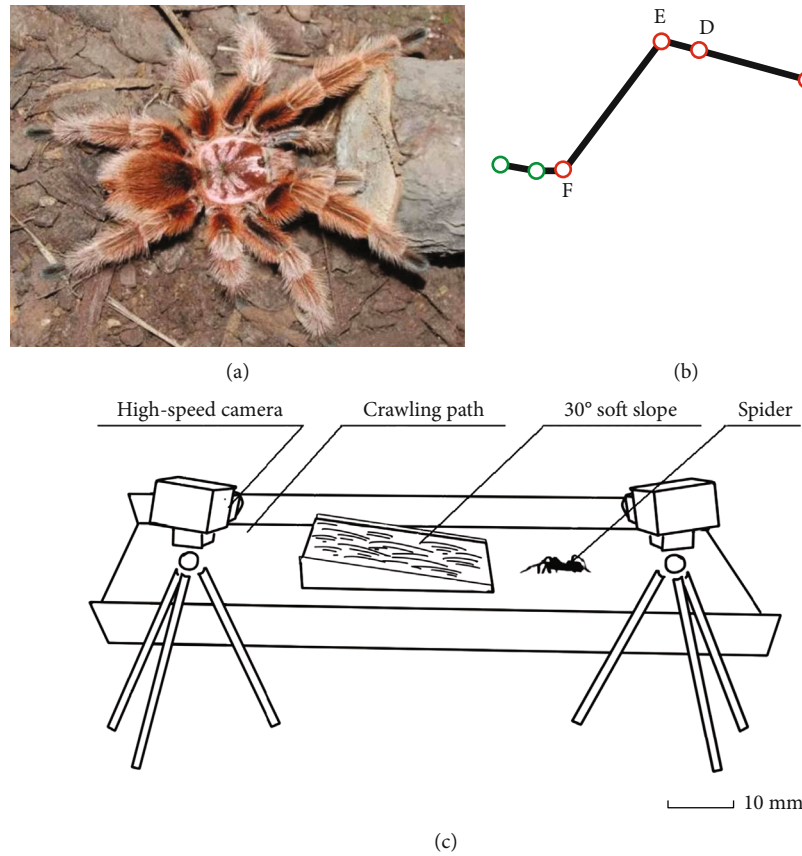 E
D
F
(a)
(b)
High-speed camera
Crawling path
30° soft slope
Spider
10 mm
(c)